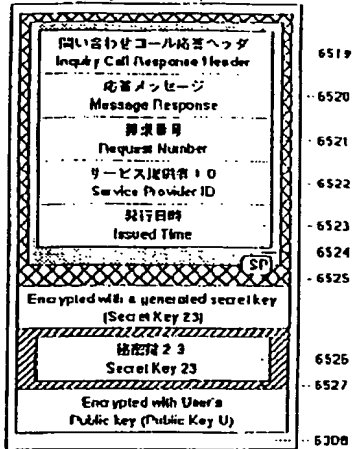 問い合わせコール応答ヘッダ
Inquiry Call Response Header
6519
応答メッセージ
Message Response
6520
要求番号
Request Number
6521
サービス提供者ID
Service Provider ID
6522
発行日時
Issued Time
6523
6524
SP
6525
Encrypted with a generated secret key
(Secret Key 23)
秘密鍵23
Secret Key 23
6526
6527
Encrypted with User's
Public key (Public Key U)
6308